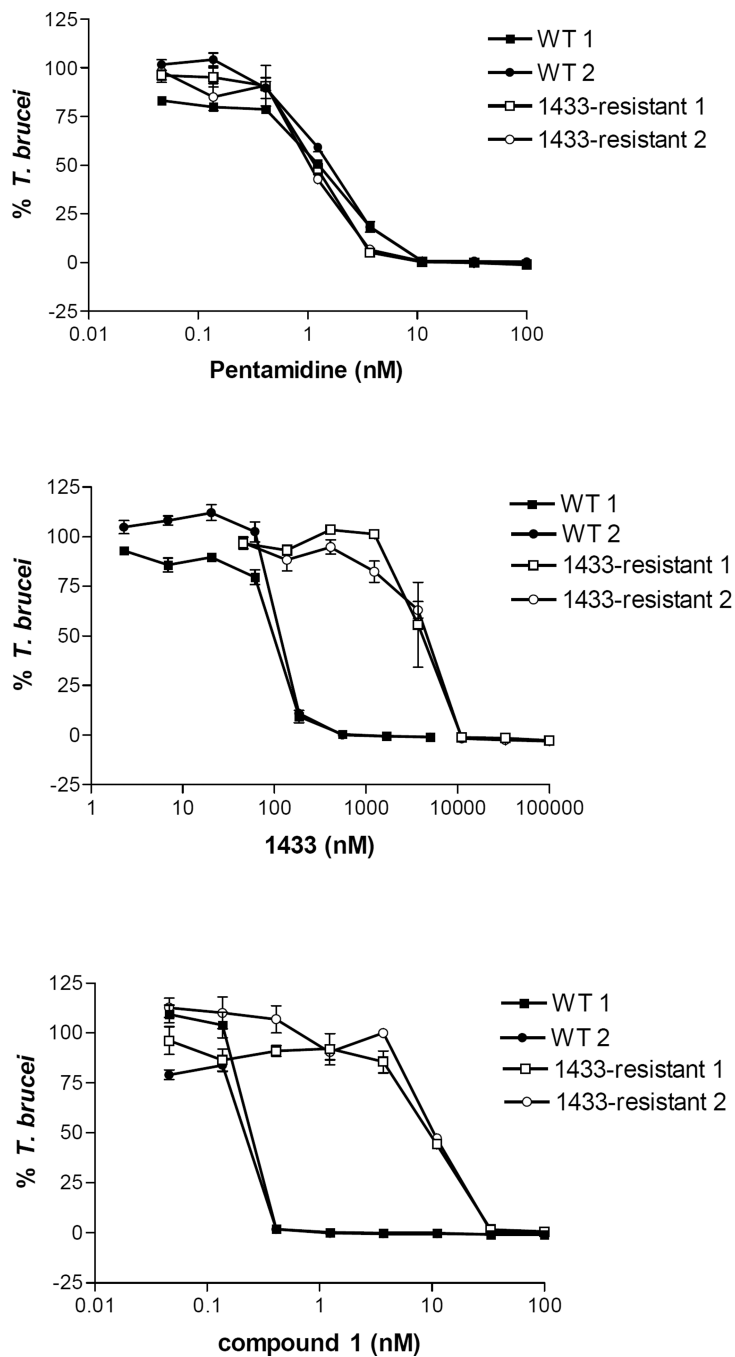 125
100
75
50
25
0
-25
% T. brucei
0.01 0.1 1 10 100
Pentamidine (nM)
WT 1
WT 2
1433-resistant 1
1433-resistant 2
125
100
75
50
25
0
-25
% T. brucei
1 10 100 1000 10000 100000
1433 (nM)
WT 1
WT 2
1433-resistant 1
1433-resistant 2
125
100
75
50
25
0
-25
% T. brucei
0.01 0.1 1 10 100
compound 1 (nM)
WT 1
WT 2
1433-resistant 1
1433-resistant 2